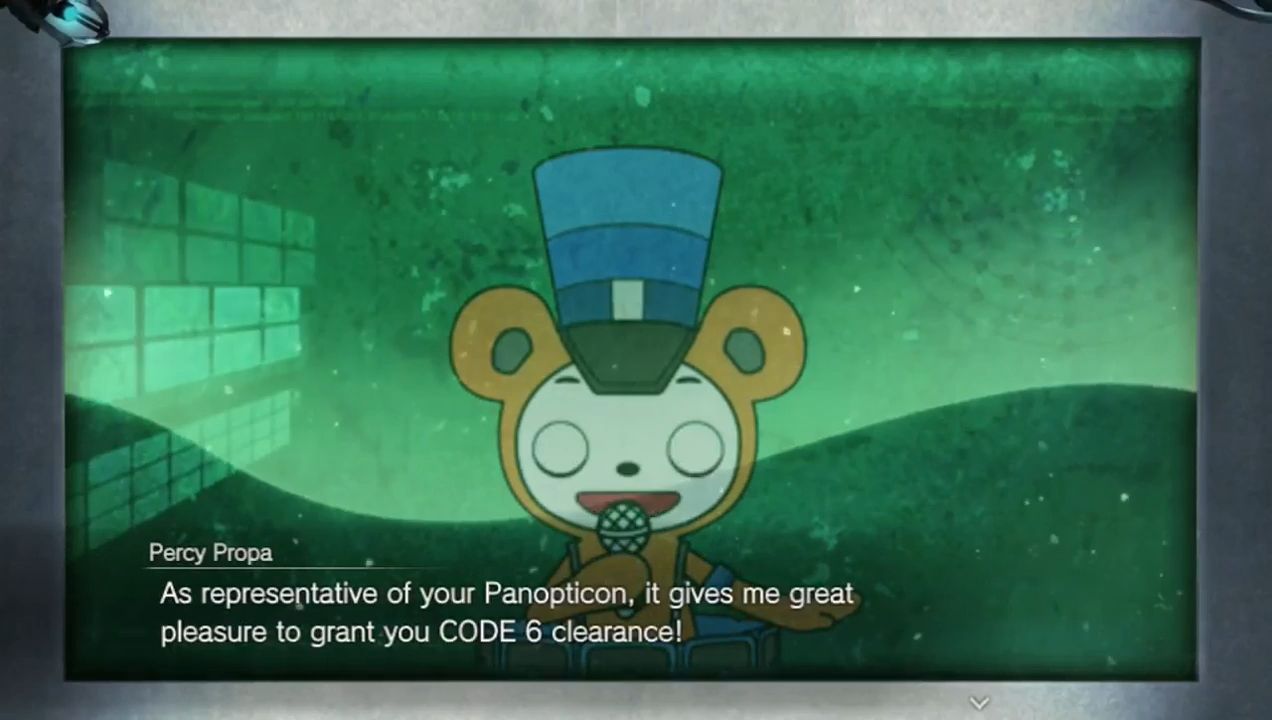 Percy Propa
As representative of your Panopticon, it gives me great
pleasure to grant you CODE 6 clearance!